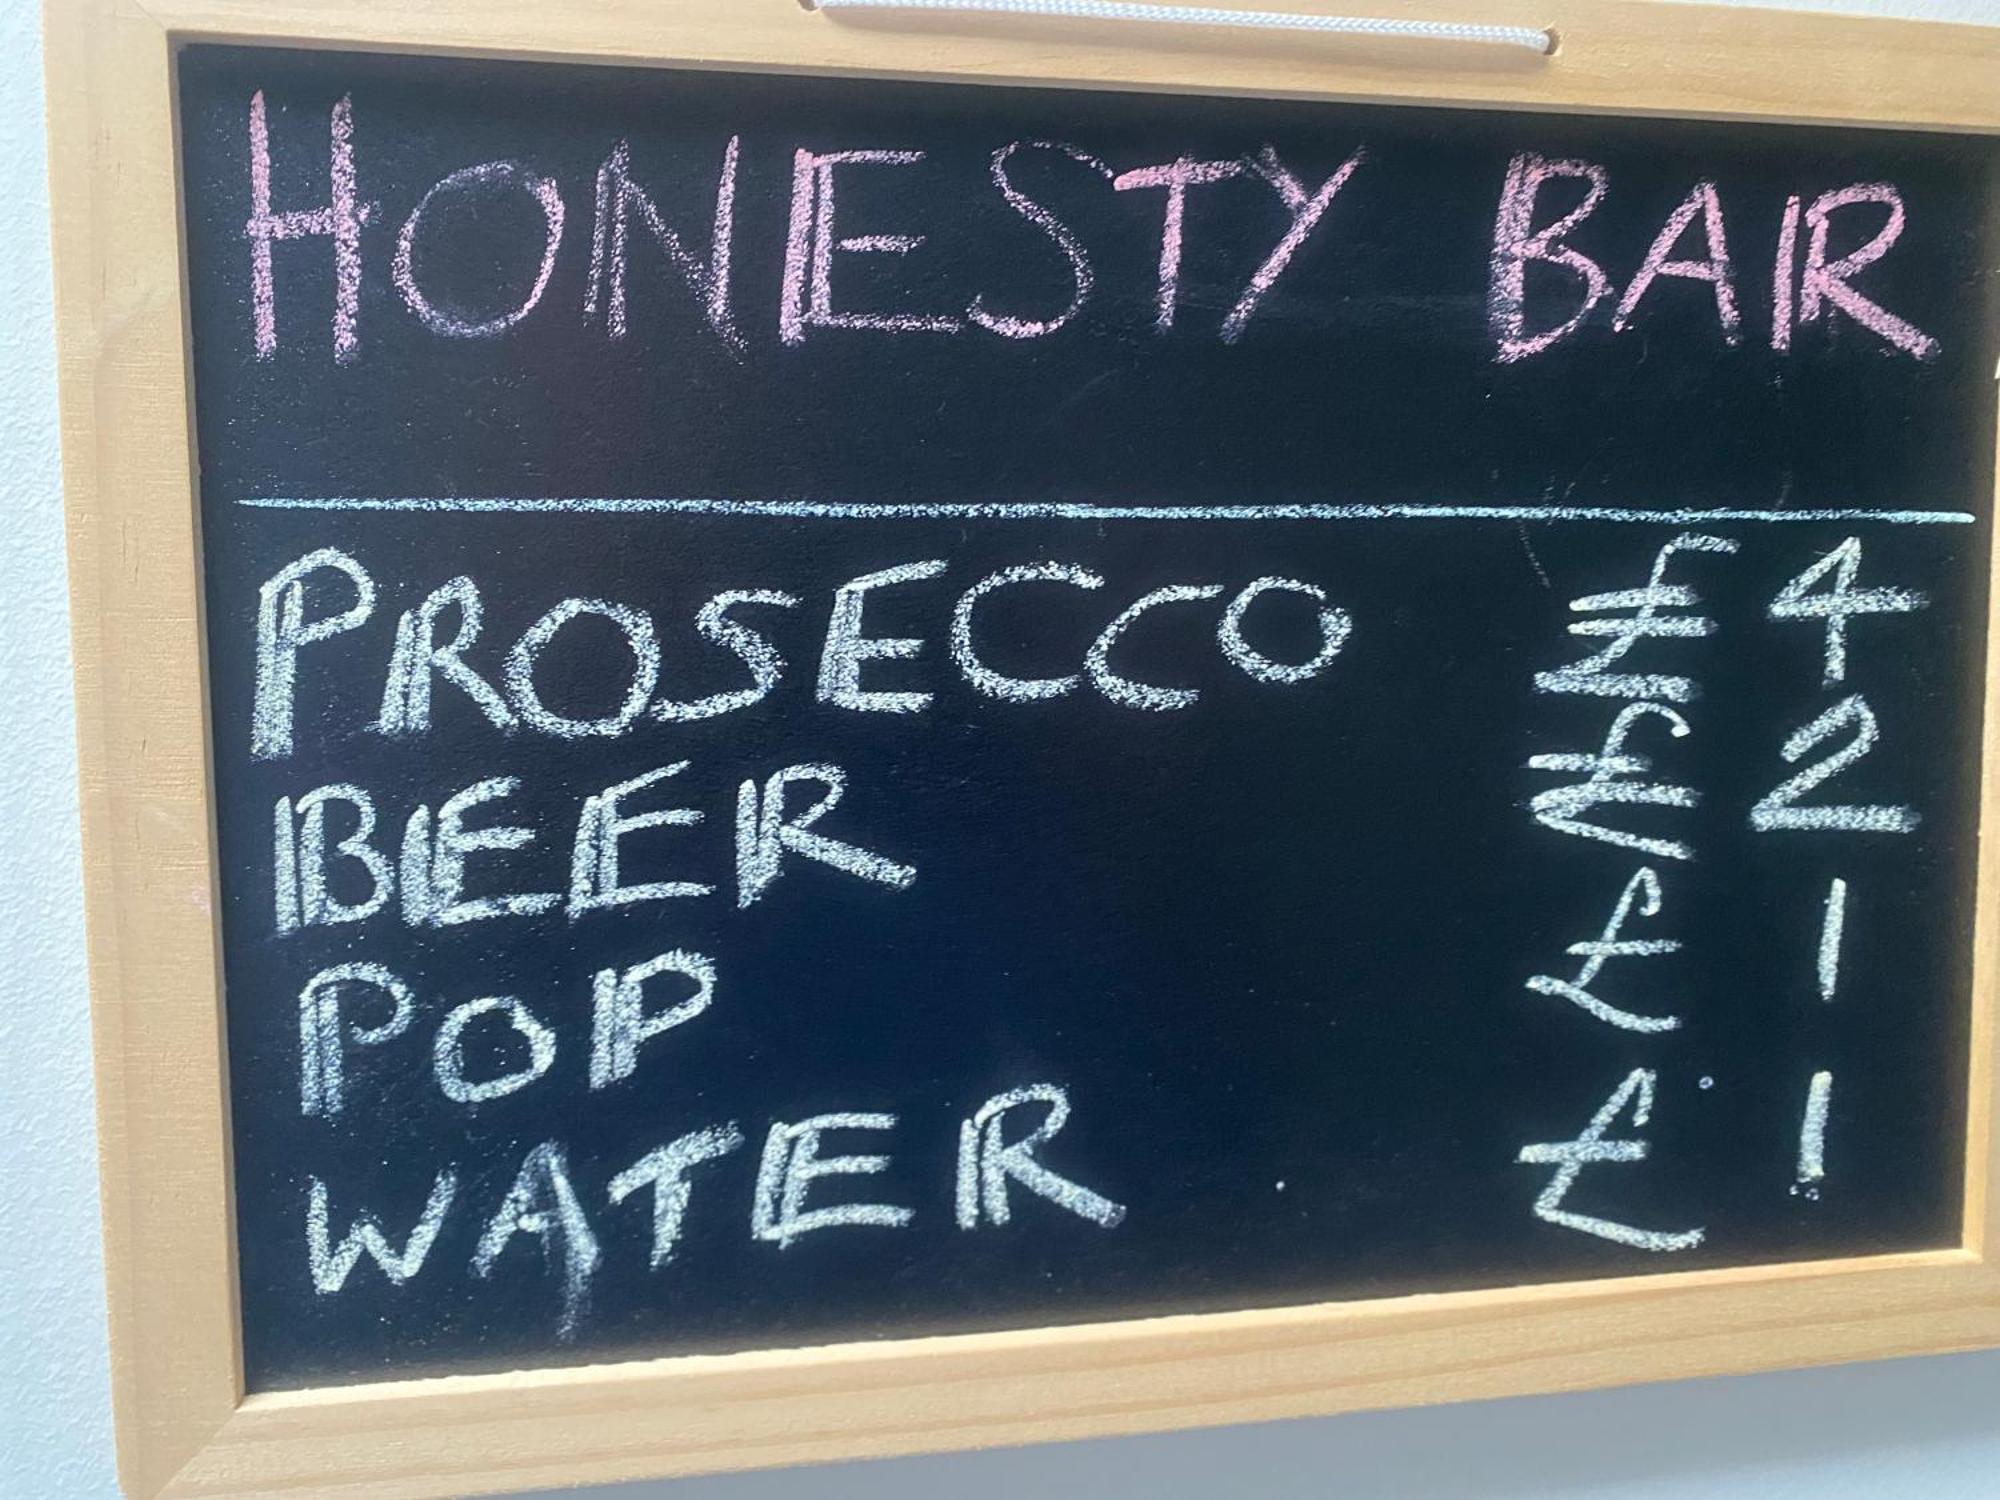 HONESTY BAR
PROSECCO £ 4
BEER £ 2
POP £ 1
WATER £ 1